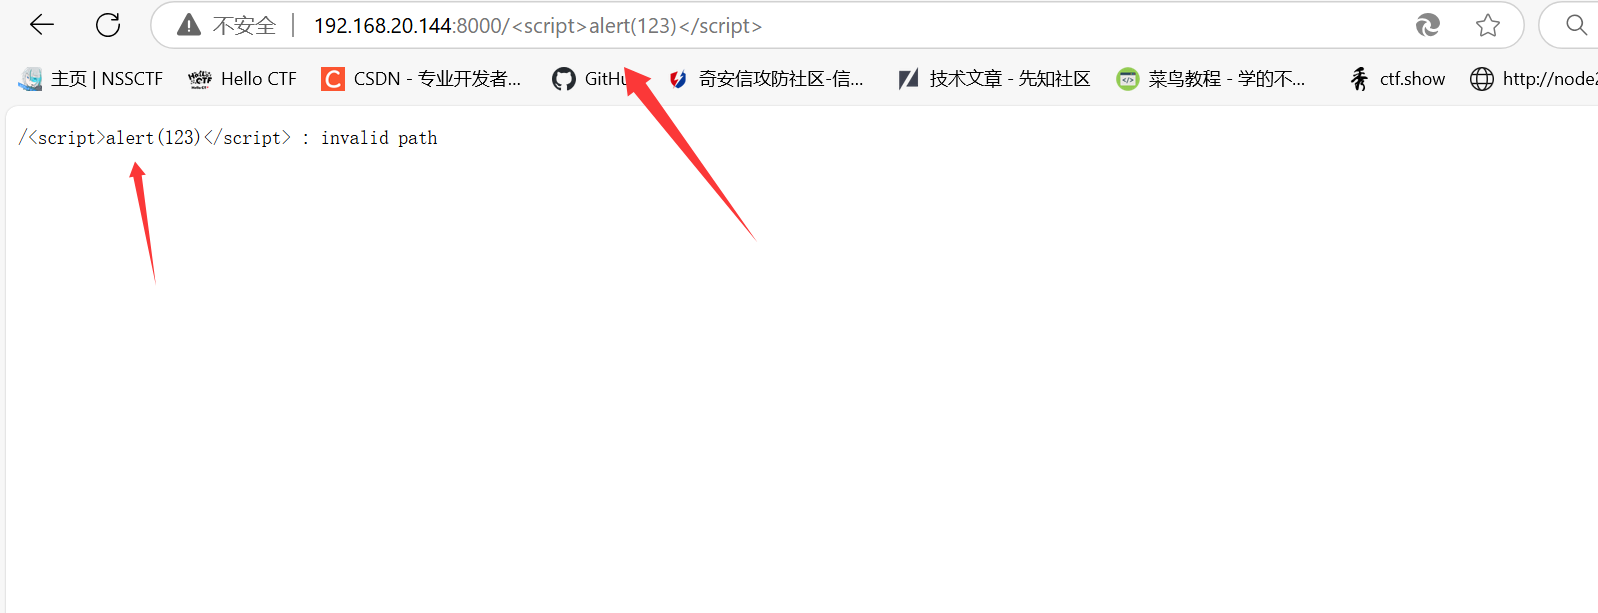 不安全 | 192.168.20.144:8000/<script>alert(123)</script>
主页 | NSSCTF Hello CTF CSDN - 专业开发者... GitHu 奇安信攻防社区-信... 技术文章 - 先知社区 菜鸟教程 - 学的不... ctf.show http://node2
/<script>alert(123)</script> : invalid path